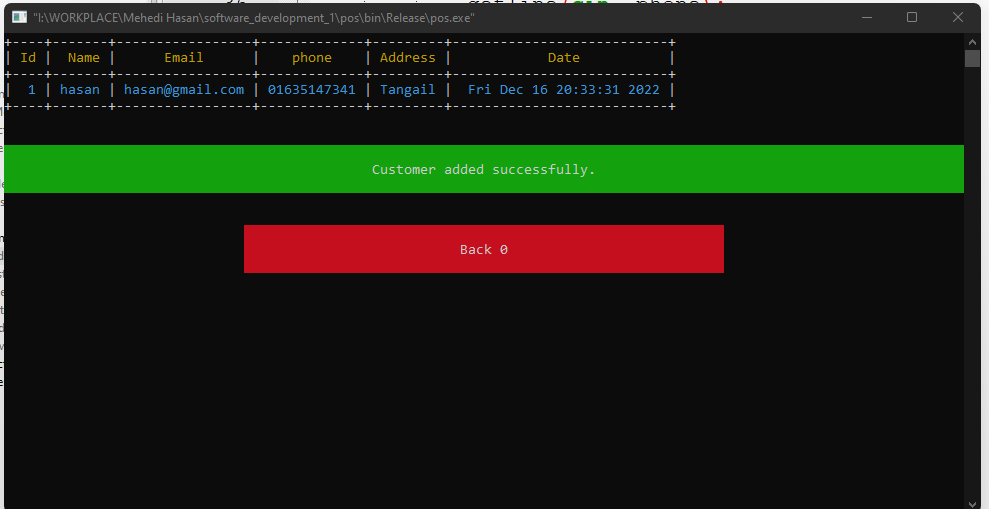 "I:\WORKPLACE\Mehedi Hasan\software_development_1\pos\bin\Release\pos.exe"
+----+-------+-----------------+-------------+---------+---------------------------+
| Id | Name | Email | phone | Address | Date |
+----+-------+-----------------+-------------+---------+---------------------------+
| 1 | hasan | hasan@gmail.com | 01635147341 | Tangail | Fri Dec 16 20:33:31 2022 |
+----+-------+-----------------+-------------+---------+---------------------------+
Customer added successfully.
Back 0